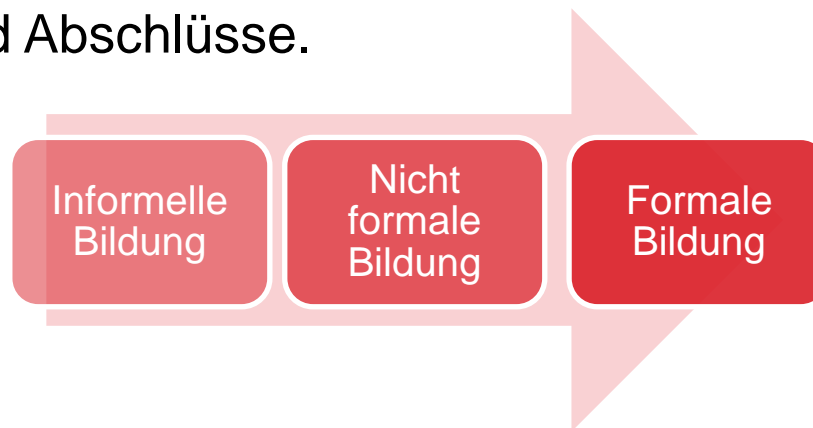 d Abschlüsse.
Informelle
Bildung
Nicht
formale
Bildung
Formale
Bildung